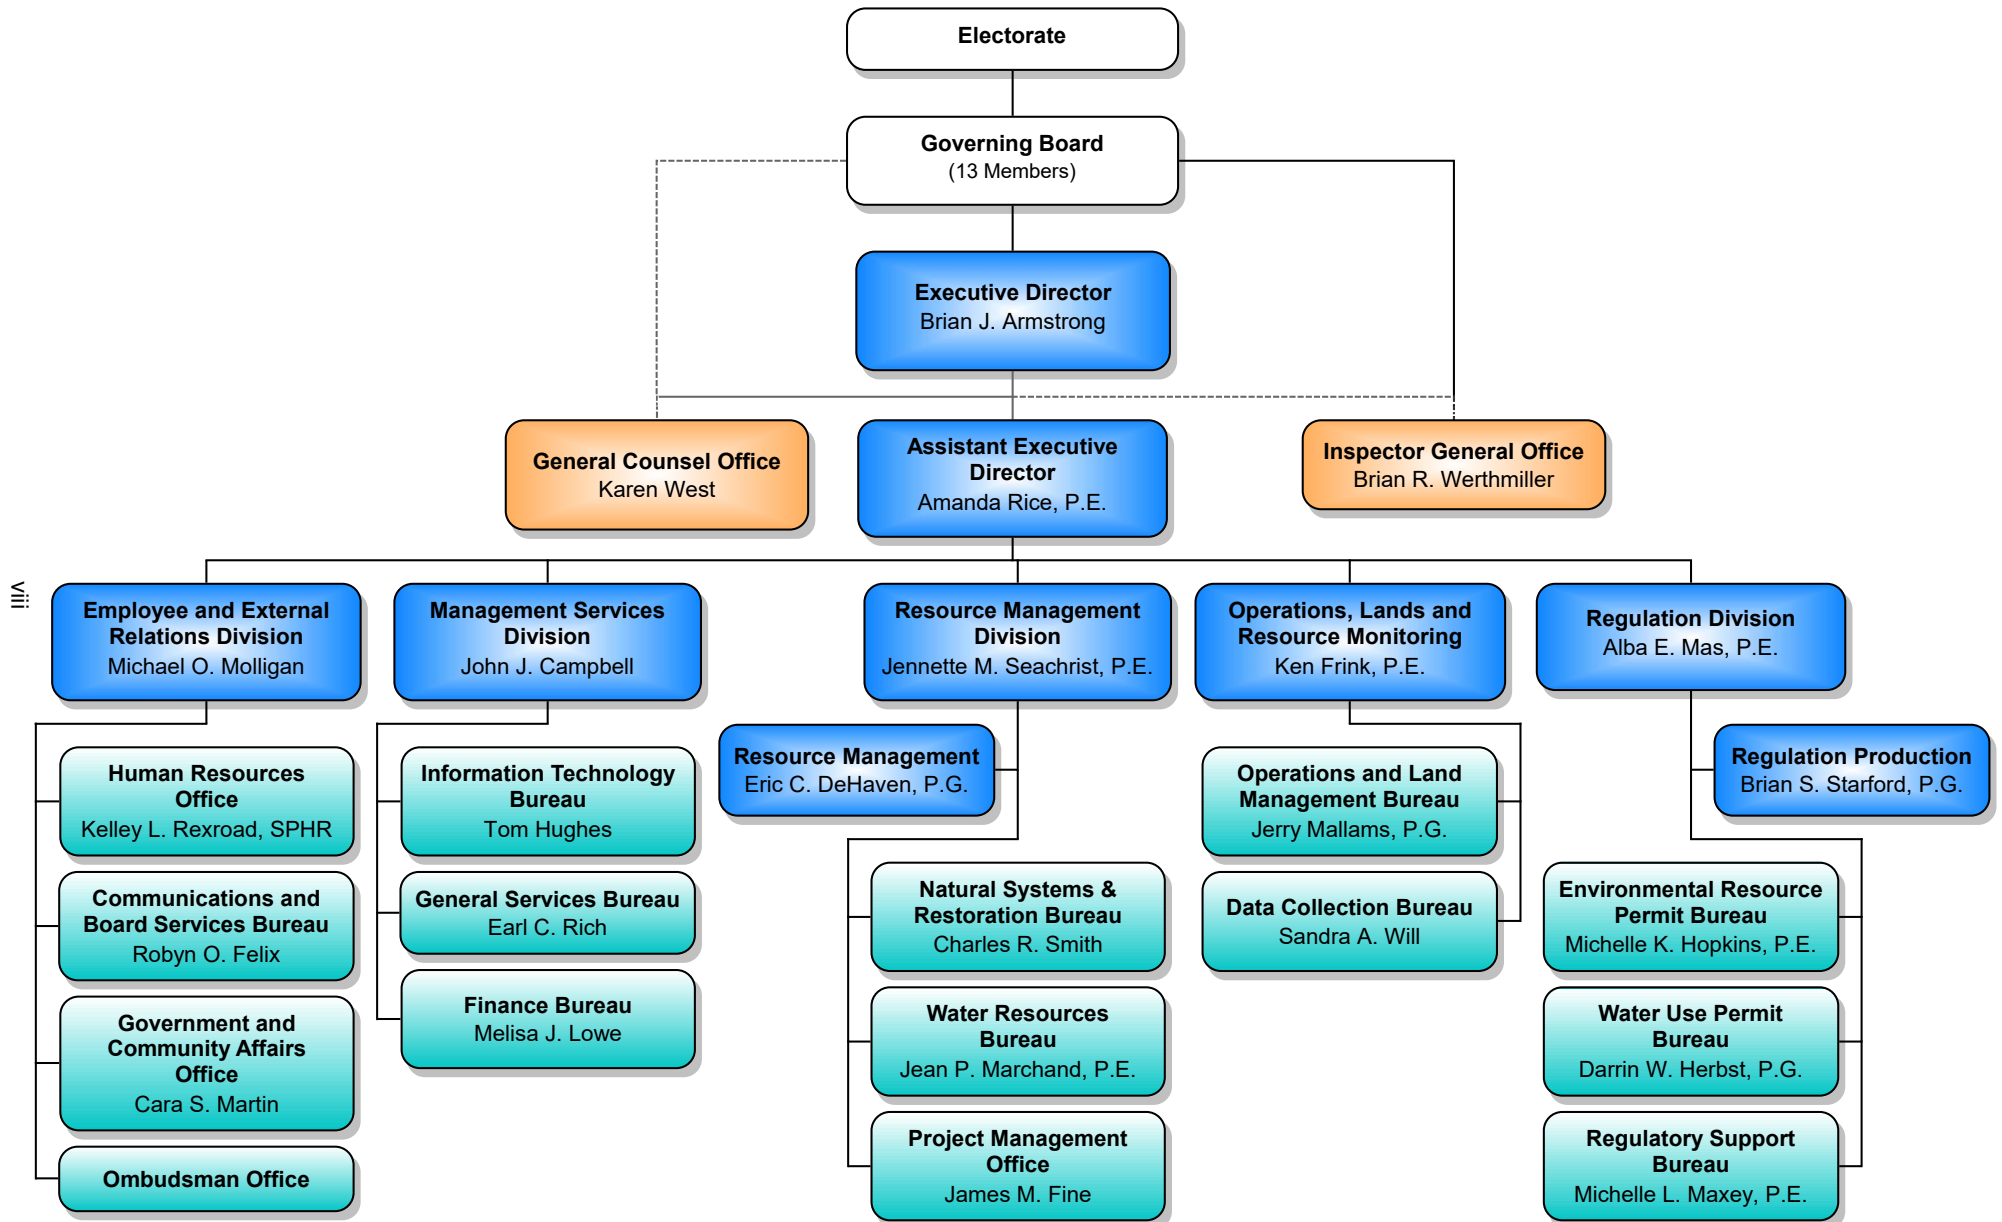 Electorate
Governing Board
(13 Members)
Executive Director
Brian J. Armstrong
General Counsel Office
Karen West
Assistant Executive
Director
Amanda Rice, P.E.
Inspector General Office
Brian R. Werthmiller
viii
Employee and External
Relations Division
Michael O. Molligan
Management Services
Division
John J. Campbell
Resource Management
Division
Jennette M. Seachrist, P.E.
Operations, Lands and
Resource Monitoring
Ken Frink, P.E.
Regulation Division
Alba E. Mas, P.E.
Human Resources
Office
Kelley L. Rexroad, SPHR
Communications and
Board Services Bureau
Robyn O. Felix
Government and
Community Affairs
Office
Cara S. Martin
Ombudsman Office
Information Technology
Bureau
Tom Hughes
General Services Bureau
Earl C. Rich
Finance Bureau
Melisa J. Lowe
Resource Management
Eric C. DeHaven, P.G.
Natural Systems &
Restoration Bureau
Charles R. Smith
Water Resources
Bureau
Jean P. Marchand, P.E.
Project Management
Office
James M. Fine
Operations and Land
Management Bureau
Jerry Mallams, P.G.
Data Collection Bureau
Sandra A. Will
Regulation Production
Brian S. Starford, P.G.
Environmental Resource
Permit Bureau
Michelle K. Hopkins, P.E.
Water Use Permit
Bureau
Darrin W. Herbst, P.G.
Regulatory Support
Bureau
Michelle L. Maxey, P.E.